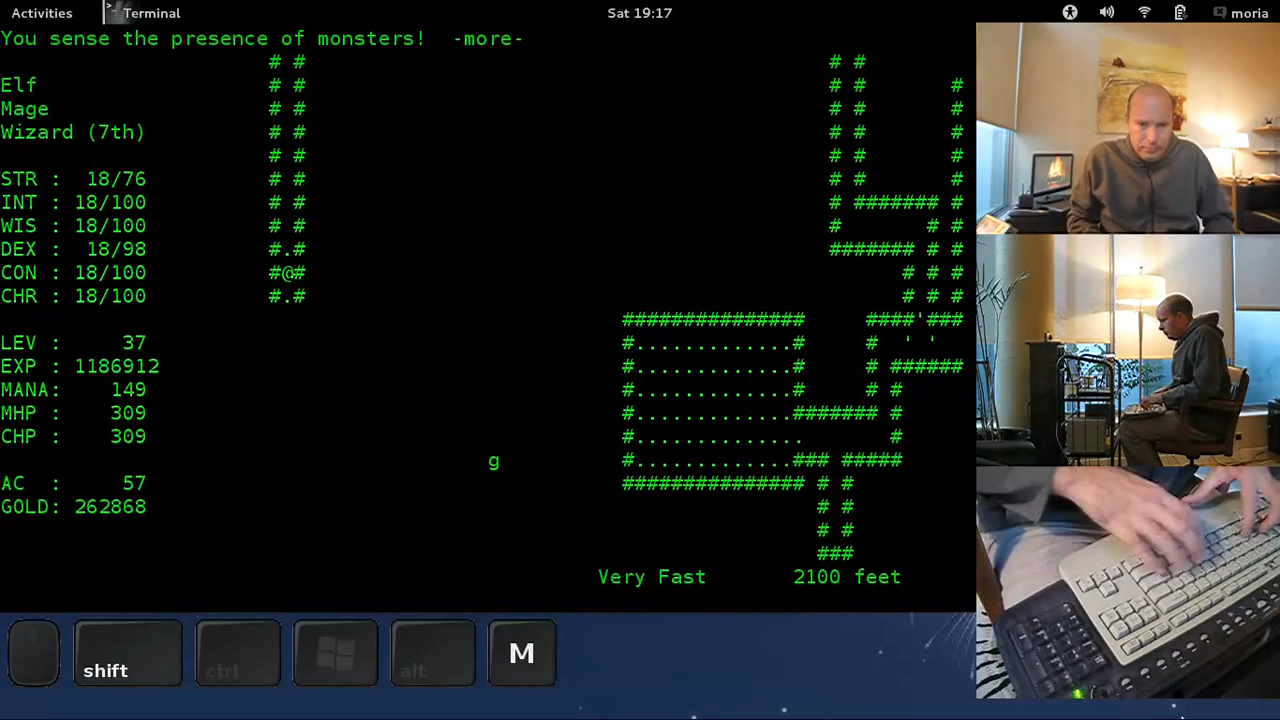 Activities Terminal Sat 19:17 moria
You sense the presence of monsters! -more-
# # # #
Elf # # # # #
Mage # # # # #
Wizard (7th) # # # # #
# # # # #
STR : 18/76 # # # # #
INT : 18/100 # # # ####### #
WIS : 18/100 # # # # #
DEX : 18/98 #.# ####### # #
CON : 18/100 #@# # # #
CHR : 18/100 #.# # # #
############### ####'###
LEV : 37 #.............# # ' '
EXP : 1186912 #.............# # ######
MANA: 149 #.............# # #
MHP : 309 #.............####### #
CHP : 309 #.............. #
g #.............### #####
AC : 57 ############### # #
GOLD: 262868 # #
# #
###
Very Fast 2100 feet
shift ctrl alt M